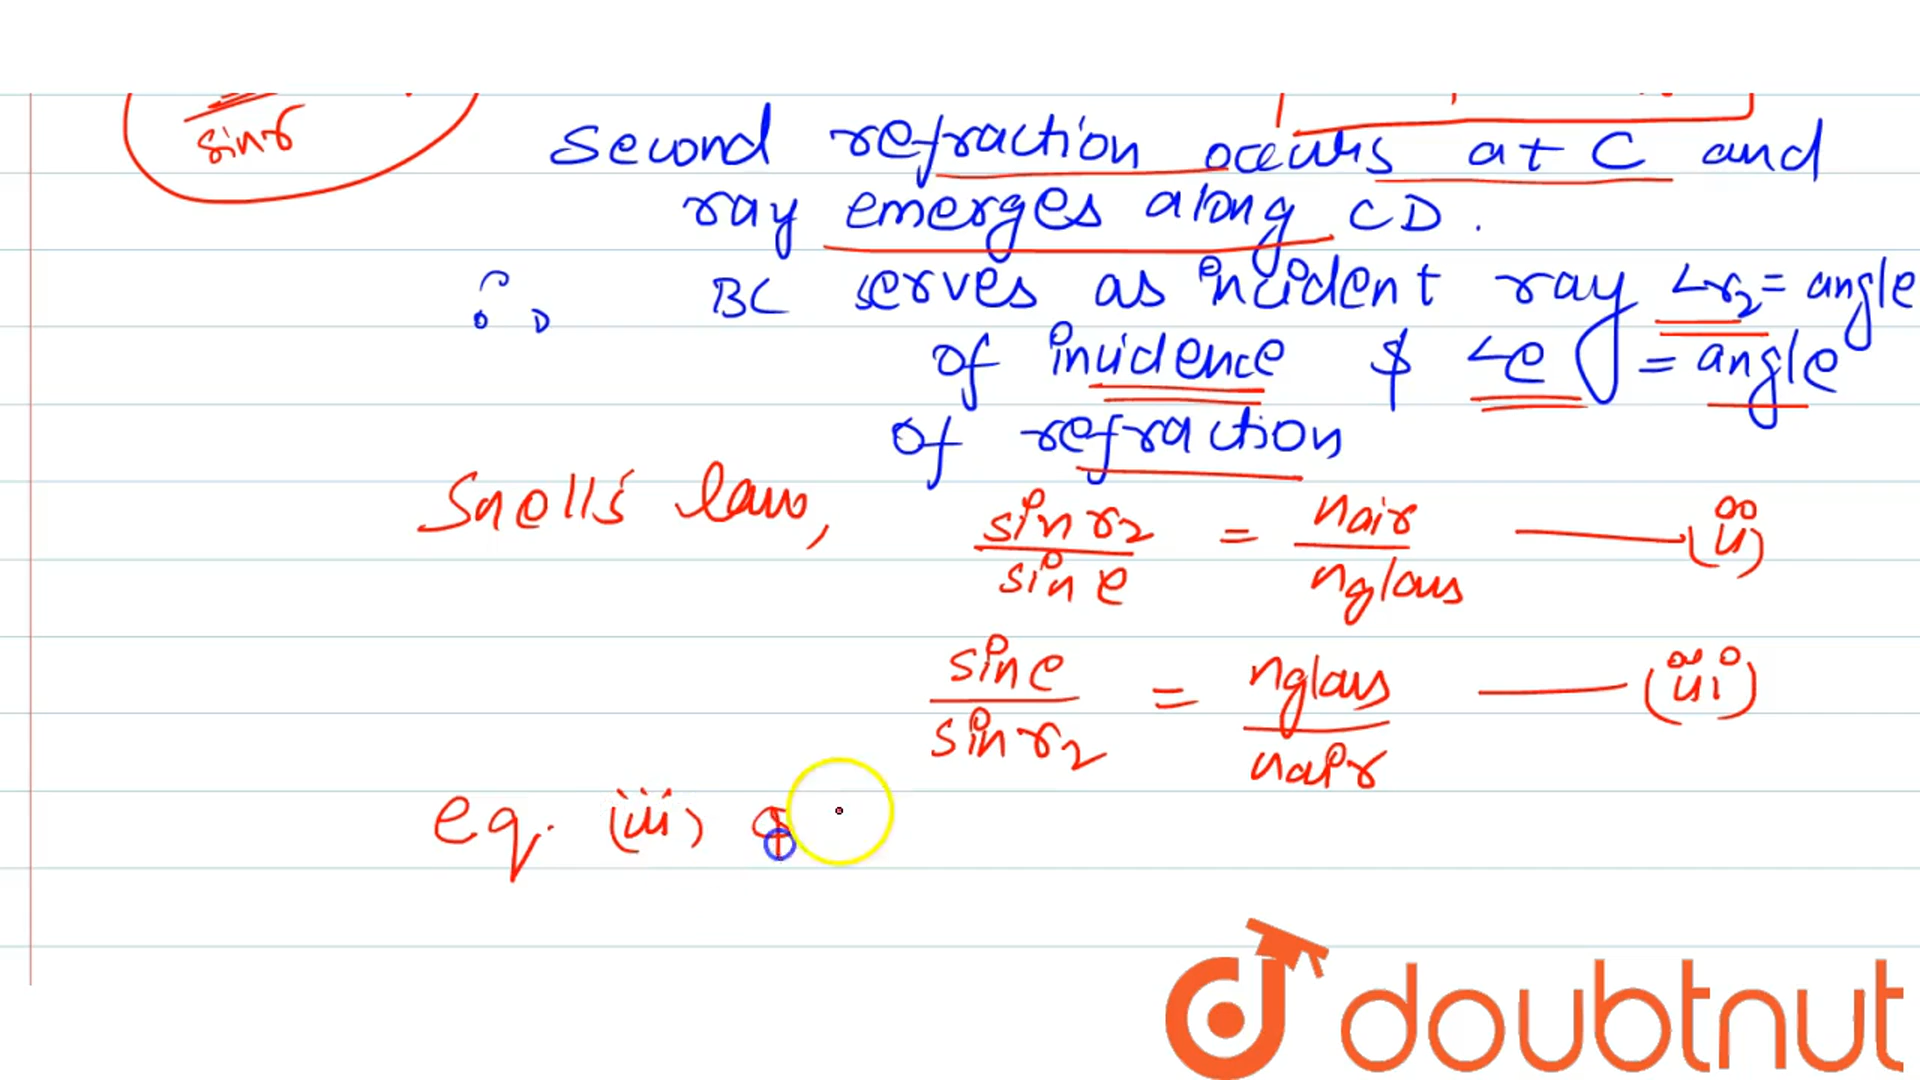 sin r
Second refraction occurs at C and
ray emerges along CD.
BC serves as incident ray ∠r₂ = angle
of incidence & ∠e = angle
of refraction
Snell's law, sin r₂ / sin e = nair / nglass —— (ii)
sin e / sin r₂ = nglass / nair —— (iii)
eq. (iii) &
doubtnut